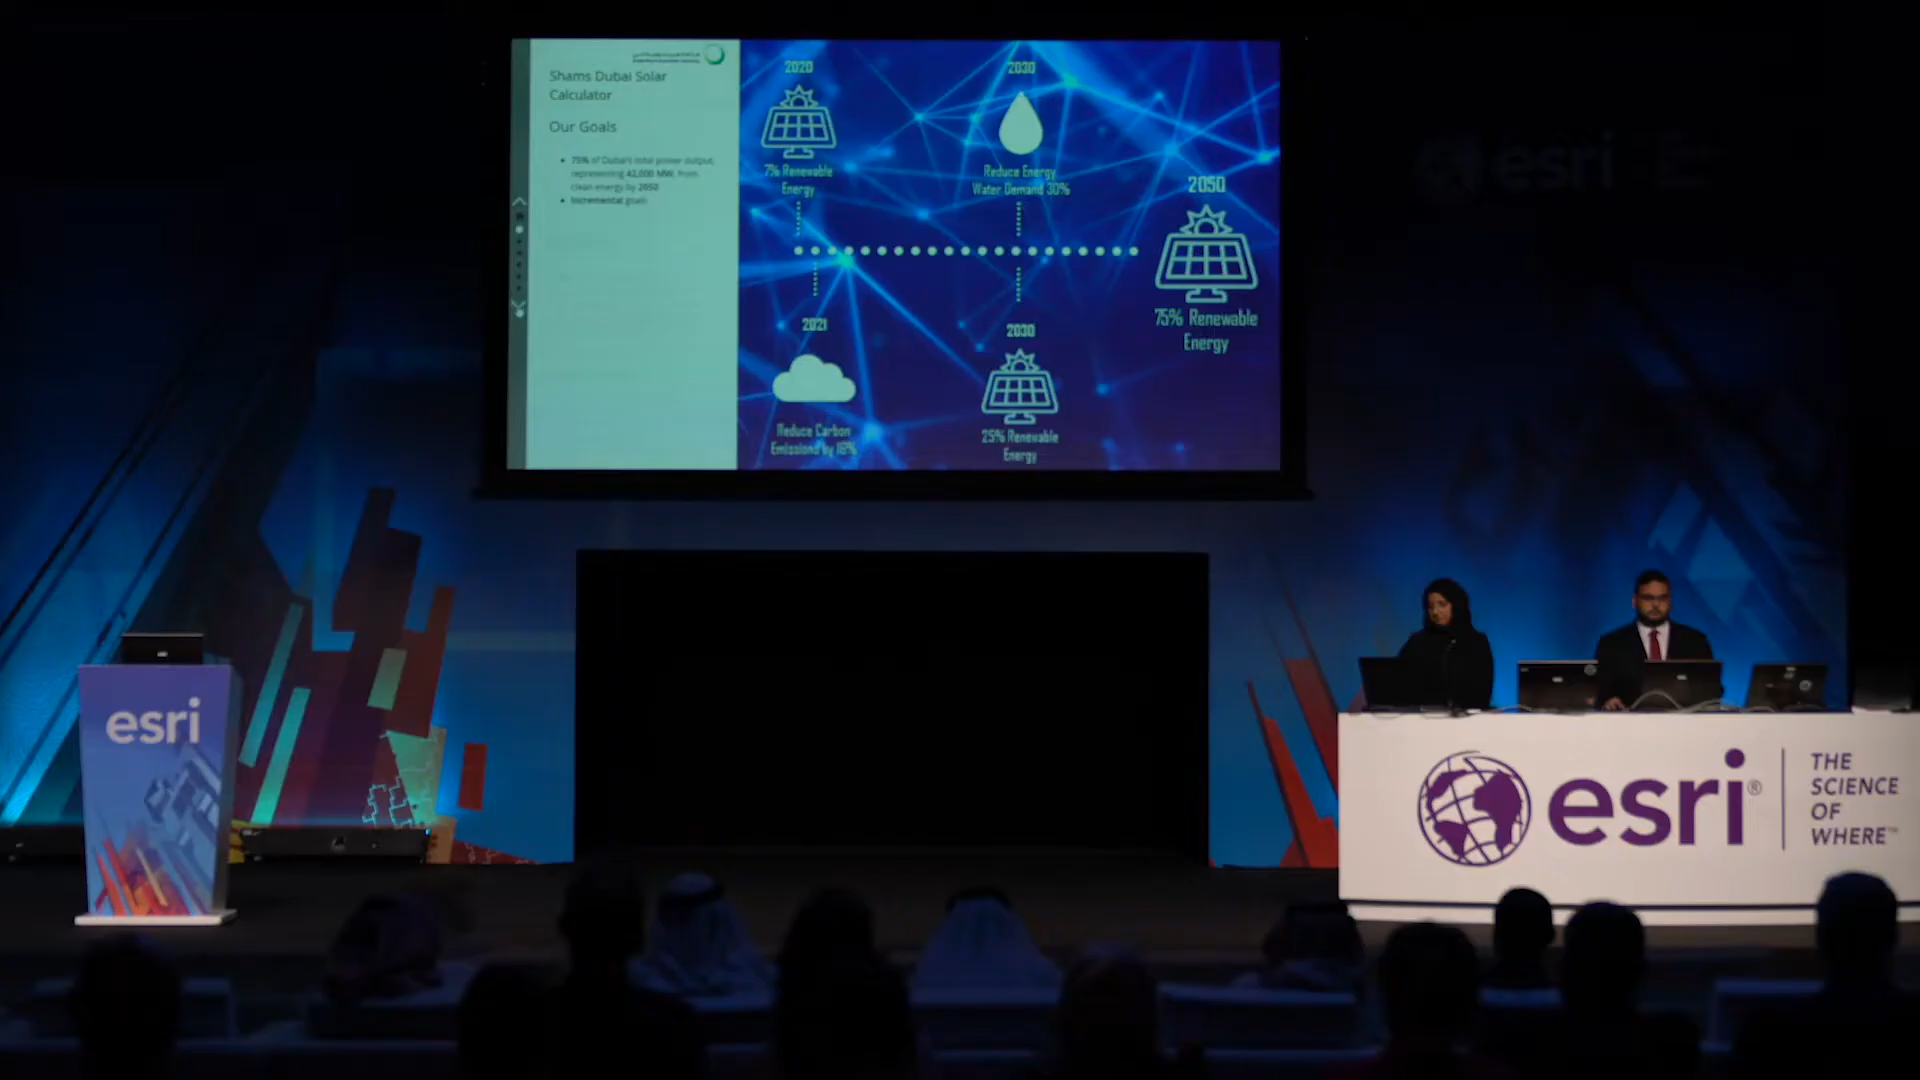 Shams Dubai Solar
Calculator
Our Goals
75% of Dubai's total power output,
representing 42,000 MW, from
clean energy by 2050
Incremental goals
2020
7% Renewable
Energy
2030
Reduce Energy
Water Demand 30%
2050
75% Renewable
Energy
2021
Reduce Carbon
Emissiond by 16%
2030
25% Renewable
Energy
esri
esri
esri®
THE
SCIENCE
OF
WHERE™